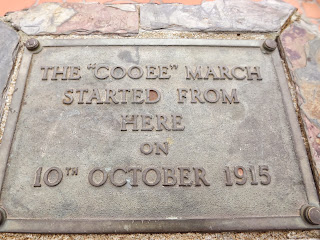 THE "COOEE" MARCH
STARTED FROM
HERE
ON
10TH OCTOBER 1915